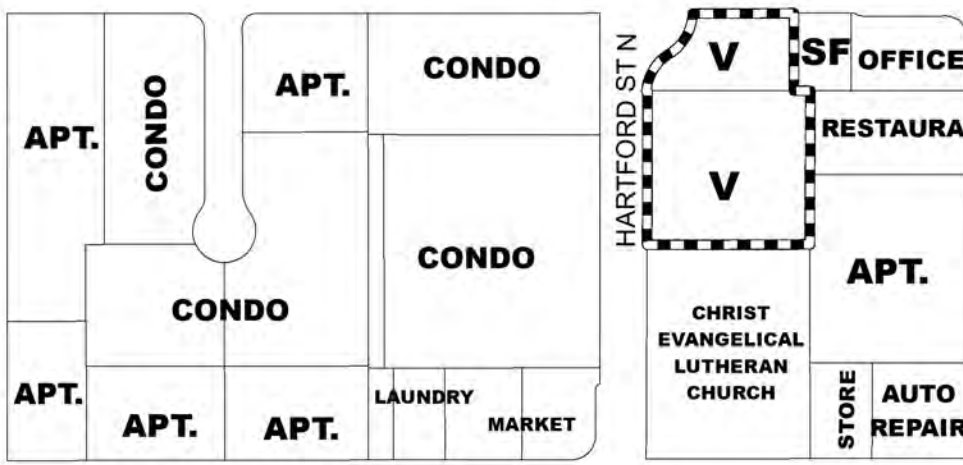 APT.
CONDO
APT.
CONDO
CONDO
CONDO
APT.
APT.
APT.
LAUNDRY
MARKET
HARTFORD ST N
V
SF
OFFICE
RESTAURA
V
APT.
CHRIST
EVANGELICAL
LUTHERAN
CHURCH
STORE
AUTO
REPAIR